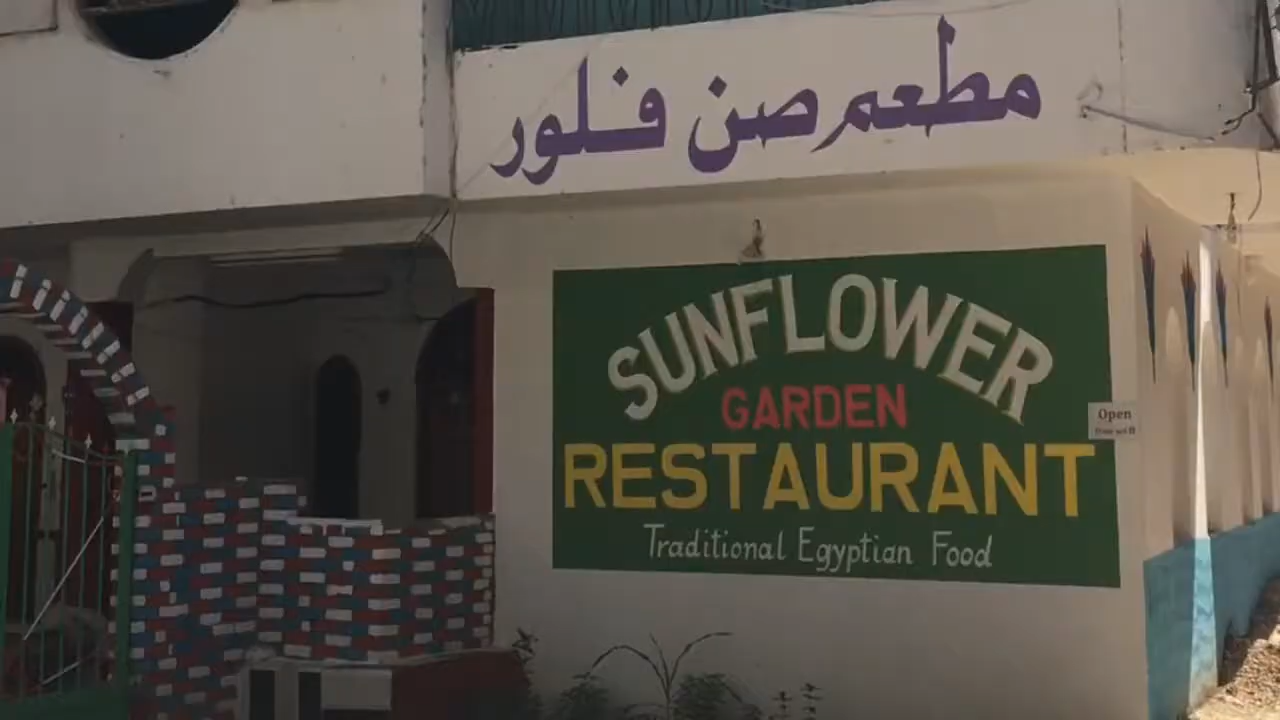 مطعم صن فلور
SUNFLOWER
GARDEN
RESTAURANT
Traditional Egyptian Food
Open